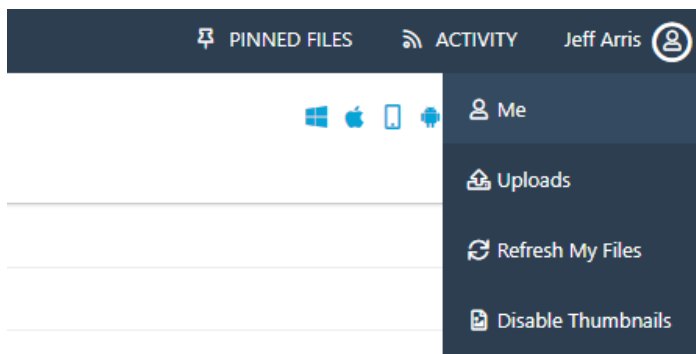 PINNED FILES ACTIVITY Jeff Arris
Me
Uploads
Refresh My Files
Disable Thumbnails